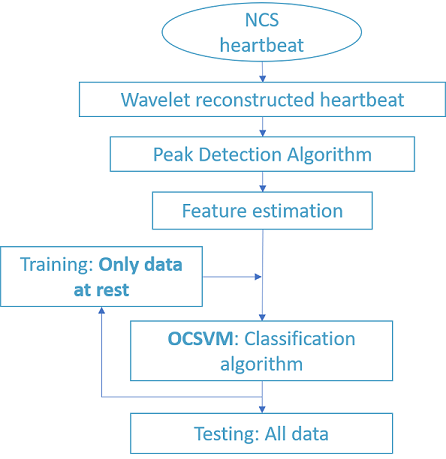 NCS
heartbeat
Wavelet reconstructed heartbeat
Peak Detection Algorithm
Feature estimation
Training: Only data
at rest
OCSVM: Classification
algorithm
Testing: All data